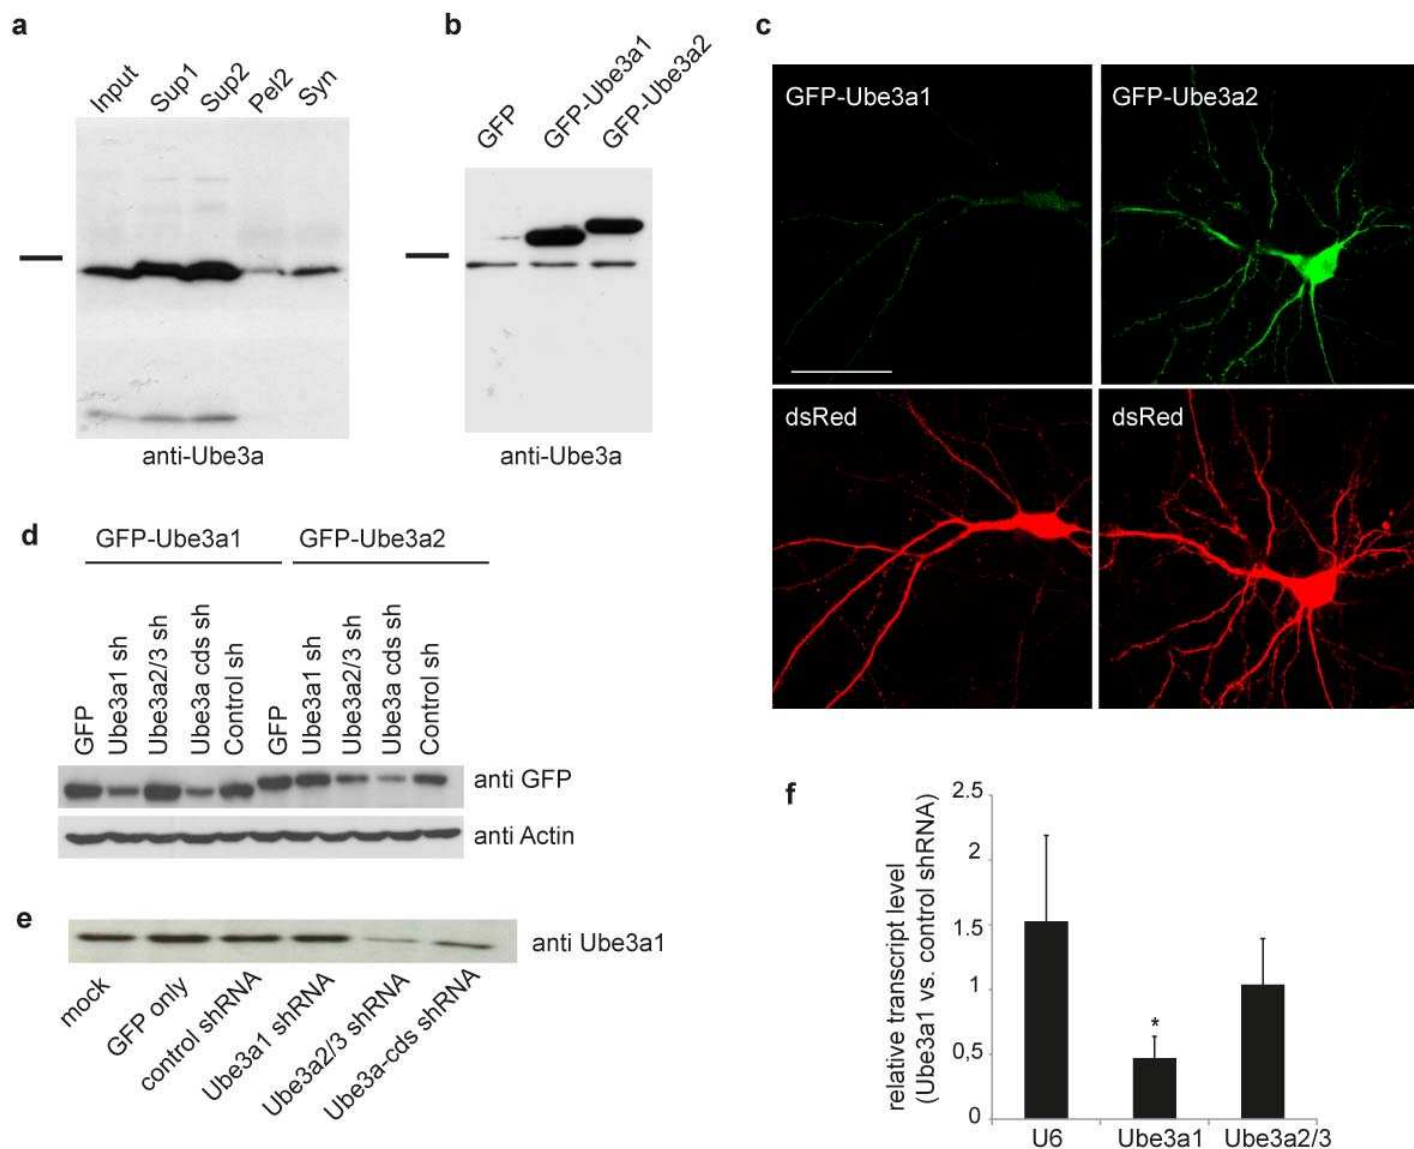 a
Input
Sup1
Sup2
Pel2
Syn
anti-Ube3a
b
GFP
GFP-Ube3a1
GFP-Ube3a2
anti-Ube3a
c
GFP-Ube3a1
GFP-Ube3a2
dsRed
dsRed
d
GFP-Ube3a1
GFP-Ube3a2
GFP
Ube3a1 sh
Ube3a2/3 sh
Ube3a cds sh
Control sh
GFP
Ube3a1 sh
Ube3a2/3 sh
Ube3a cds sh
Control sh
anti GFP
anti Actin
e
anti Ube3a1
mock
GFP only
control shRNA
Ube3a1 shRNA
Ube3a2/3 shRNA
Ube3a-cds shRNA
f
relative transcript level
(Ube3a1 vs. control shRNA)
2.5
2
1.5
1
0,5
0
*
U6
Ube3a1
Ube3a2/3